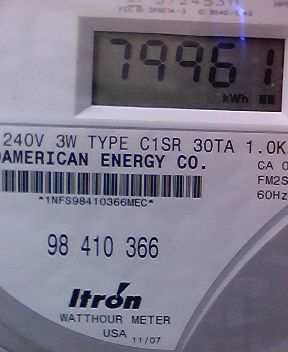 79961
kWh
240V 3W TYPE C1SR 30TA 1.0K
AMERICAN ENERGY CO.
CA
FM2S
60Hz
*1NFS98410366MEC*
98 410 366
Itron
WATTHOUR METER
USA 11/07